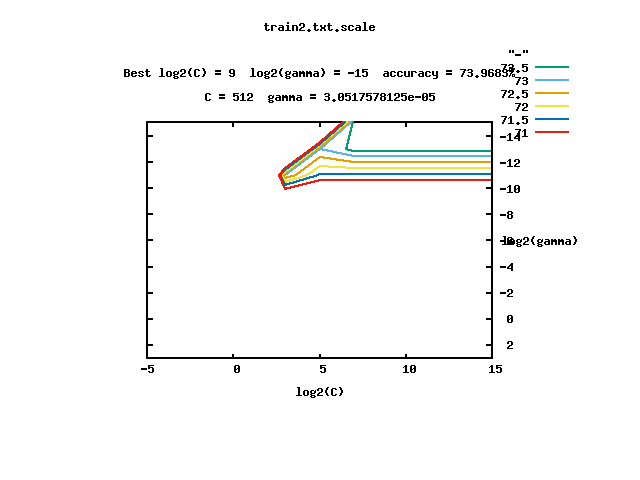 train2.txt.scale
"-"
Best log2(C) = 9 log2(gamma) = -15 accuracy = 73.9683%
73.5
73
72.5
72
71.5
71
C = 512 gamma = 3.0517578125e-05
-14
-12
-10
-8
-6
log2(gamma)
-4
-2
0
2
-5 0 5 10 15
log2(C)